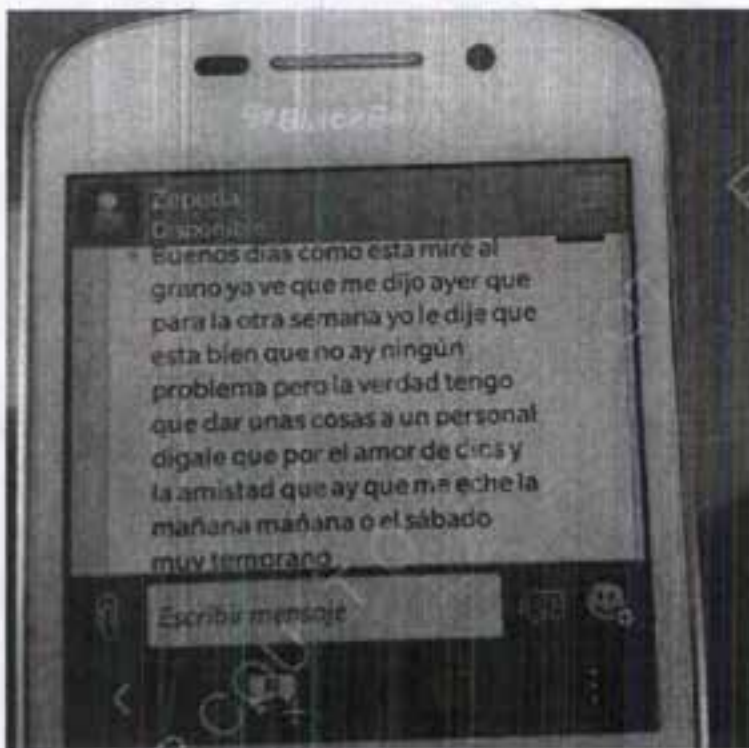 BlackBerry
Zepeda
Disponible
Buenos dias como esta mire al
grano ya ve que me dijo ayer que
para la otra semana yo le dije que
esta bien que no ay ningún
problema pero la verdad tengo
que dar unas cosas a un personal
digale que por el amor de dios y
la amistad que ay que me eche la
mañana mañana o el sábado
muy temprano
Escribir mensaje